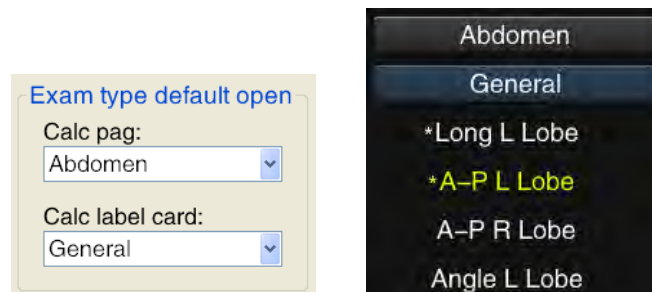 Exam type default open
Calc pag:
Abdomen
Calc label card:
General
Abdomen
General
*Long L Lobe
*A-P L Lobe
A-P R Lobe
Angle L Lobe